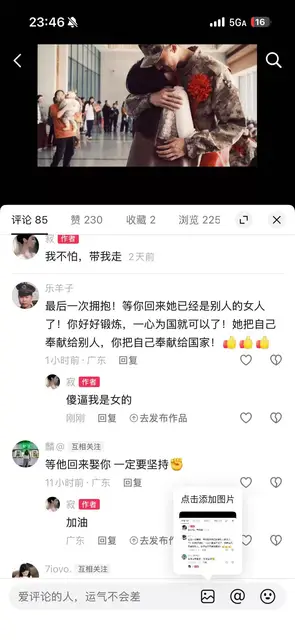 23:46
5GA 16
评论 85 赞 230 收藏 2 浏览 225
寂 作者
我不怕，带我走 2天前
乐羊子
最后一次拥抱！等你回来她已经是别人的女人
了！你好好锻炼，一心为国就可以了！她把自己
奉献给别人，你把自己奉献给国家！👍👍👍
1小时前 · 广东 回复
寂 作者
傻逼我是女的
刚刚 回复 去发布作品
麟@ 互相关注
等他回来娶你 一定要坚持✊
11小时前 · 广东 回复
寂 作者
加油
广东 回复 去发布
点击添加图片
7iovo. 互相关注
爱评论的人，运气不会差